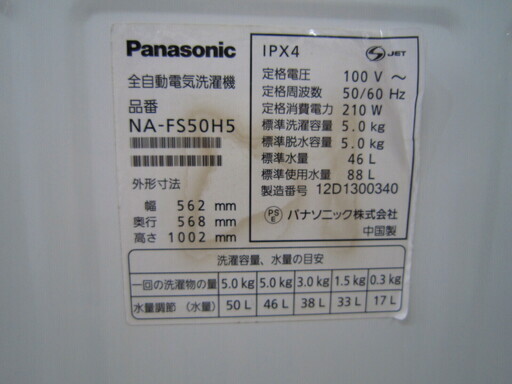 Panasonic
全自動電気洗濯機
品番
NA-FS50H5
外形寸法
幅 562 mm
奥行 568 mm
高さ 1002 mm
IPX4
S JET
定格電圧 100 V ～
定格周波数 50/60 Hz
定格消費電力 210 W
標準洗濯容量 5.0 kg
標準脱水容量 5.0 kg
標準水量 46 L
標準使用水量 88 L
製造番号 12D1300340
PSE パナソニック株式会社
中国製
洗濯容量、水量の目安
一回の洗濯物の量 5.0 kg 5.0 kg 3.0 kg 1.5 kg 0.3 kg
水量調節（水量） 50 L 46 L 38 L 33 L 17 L